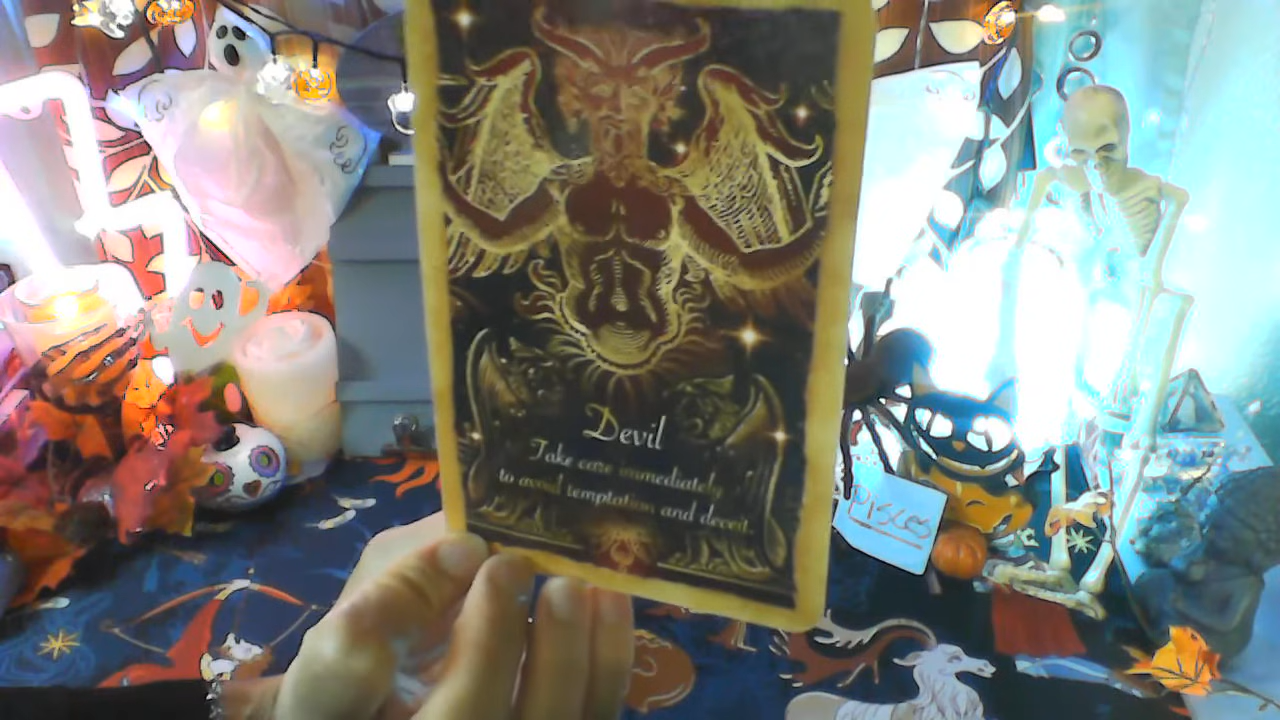 Devil
Take care immediately
to avoid temptation and deceit.
Pisces